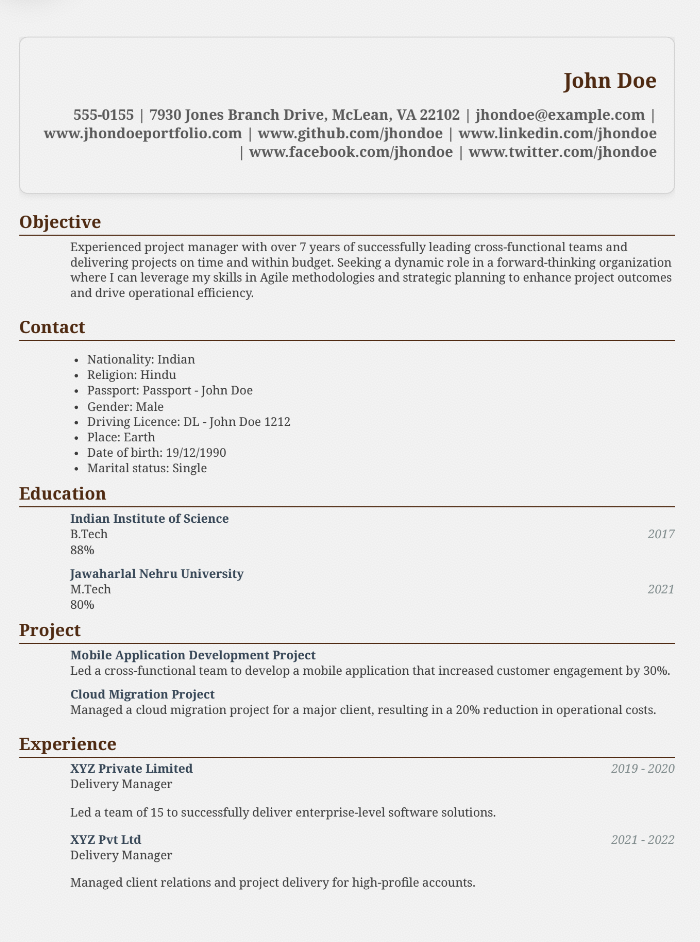 John Doe
555-0155 | 7930 Jones Branch Drive, McLean, VA 22102 | jhondoe@example.com |
www.jhondoeportfolio.com | www.github.com/jhondoe | www.linkedin.com/jhondoe
| www.facebook.com/jhondoe | www.twitter.com/jhondoe
Objective
Experienced project manager with over 7 years of successfully leading cross-functional teams and
delivering projects on time and within budget. Seeking a dynamic role in a forward-thinking organization
where I can leverage my skills in Agile methodologies and strategic planning to enhance project outcomes
and drive operational efficiency.
Contact
• Nationality: Indian
• Religion: Hindu
• Passport: Passport - John Doe
• Gender: Male
• Driving Licence: DL - John Doe 1212
• Place: Earth
• Date of birth: 19/12/1990
• Marital status: Single
Education
Indian Institute of Science
B.Tech 2017
88%
Jawaharlal Nehru University
M.Tech 2021
80%
Project
Mobile Application Development Project
Led a cross-functional team to develop a mobile application that increased customer engagement by 30%.
Cloud Migration Project
Managed a cloud migration project for a major client, resulting in a 20% reduction in operational costs.
Experience
XYZ Private Limited 2019 - 2020
Delivery Manager
Led a team of 15 to successfully deliver enterprise-level software solutions.
XYZ Pvt Ltd 2021 - 2022
Delivery Manager
Managed client relations and project delivery for high-profile accounts.